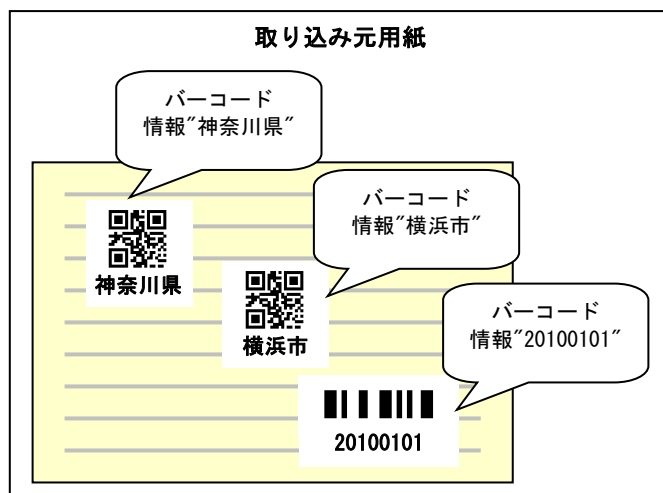 取り込み元用紙
バーコード
情報"神奈川県"
バーコード
情報"横浜市"
神奈川県
バーコード
情報"20100101"
横浜市
20100101